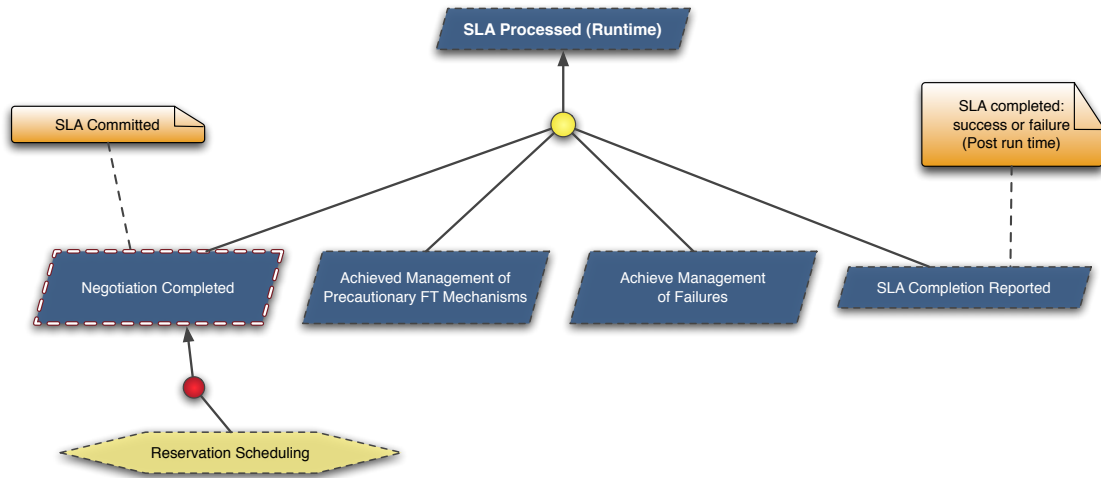 SLA Processed (Runtime)
SLA Committed
SLA completed:
success or failure
(Post run time)
Negotiation Completed
Achieved Management of
Precautionary FT Mechanisms
Achieve Management
of Failures
SLA Completion Reported
Reservation Scheduling